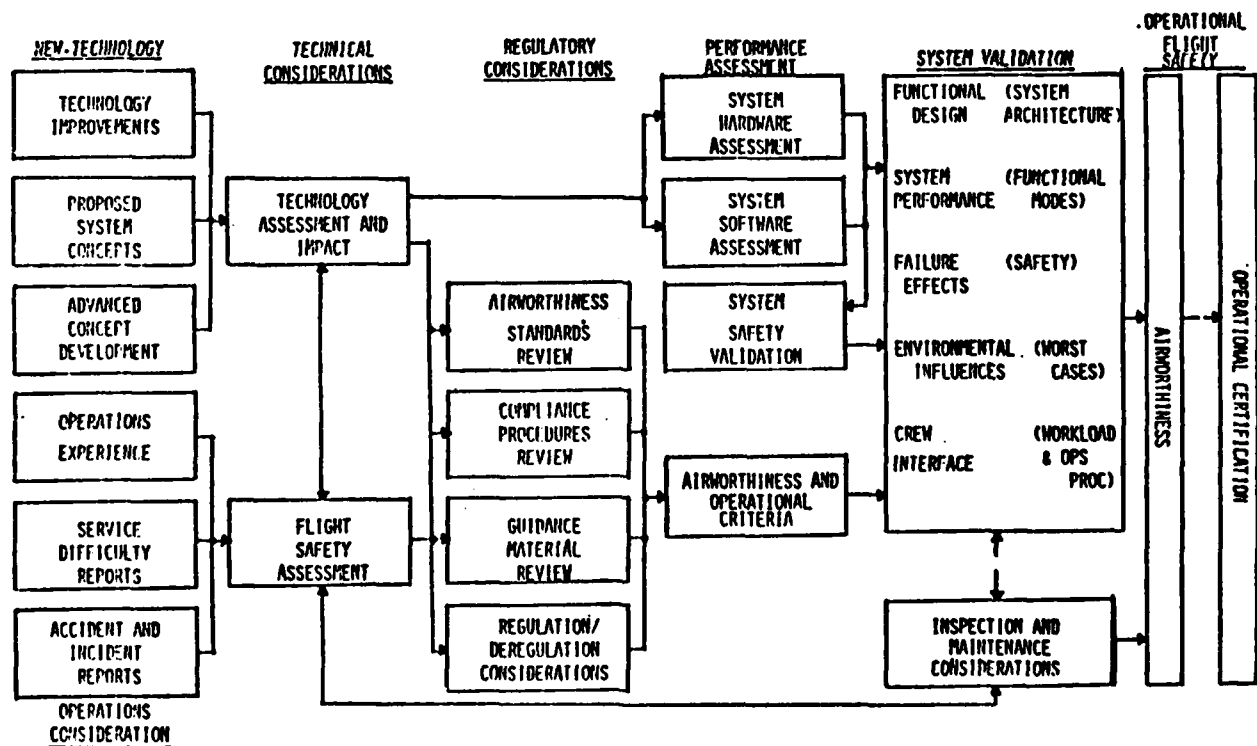 NEW-TECHNOLOGY
TECHNOLOGY
IMPROVEMENTS
PROPOSED
SYSTEM
CONCEPTS
ADVANCED
CONCEPT
DEVELOPMENT
OPERATIONS
EXPERIENCE
SERVICE
DIFFICULTY
REPORTS
ACCIDENT AND
INCIDENT
REPORTS
OPERATIONS
CONSIDERATION
TECHNICAL
CONSIDERATIONS
TECHNOLOGY
ASSESSMENT AND
IMPACT
FLIGHT
SAFETY
ASSESSMENT
REGULATORY
CONSIDERATIONS
AIRWORTHINESS
STANDARD'S
REVIEW
COMPLIANCE
PROCEDURES
REVIEW
GUIDANCE
MATERIAL
REVIEW
REGULATION/
DEREGULATION
CONSIDERATIONS
PERFORMANCE
ASSESSMENT
SYSTEM
HARDWARE
ASSESSMENT
SYSTEM
SOFTWARE
ASSESSMENT
SYSTEM
SAFETY
VALIDATION
AIRWORTHINESS AND
OPERATIONAL
CRITERIA
SYSTEM VALIDATION
FUNCTIONAL (SYSTEM
DESIGN ARCHITECTURE)
SYSTEM (FUNCTIONAL
PERFORMANCE MODES)
FAILURE (SAFETY)
EFFECTS
ENVIRONMENTAL (WORST
INFLUENCES CASES)
CREW (WORKLOAD
INTERFACE & OPS
PROC)
INSPECTION AND
MAINTENANCE
CONSIDERATIONS
OPERATIONAL
FLIGHT
SAFETY
AIRWORTHINESS
OPERATIONAL CERTIFICATION